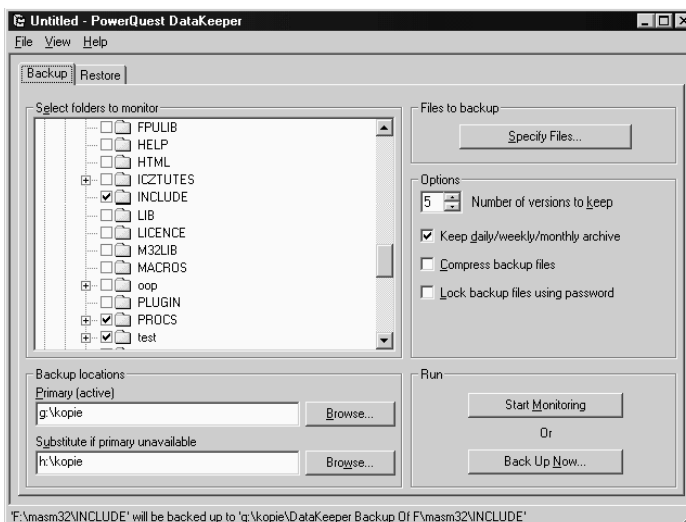 Untitled - PowerQuest DataKeeper
File View Help
Backup Restore
Select folders to monitor
FPULIB
HELP
HTML
ICZTUTES
INCLUDE
LIB
LICENCE
M32LIB
MACROS
oop
PLUGIN
PROCS
test
Files to backup
Specify Files...
Options
5 Number of versions to keep
Keep daily/weekly/monthly archive
Compress backup files
Lock backup files using password
Backup locations
Primary (active)
g:\kopie
Browse...
Substitute if primary unavailable
h:\kopie
Browse...
Run
Start Monitoring
Or
Back Up Now...
'F:\masm32\INCLUDE' will be backed up to 'g:\kopie\DataKeeper Backup Of F\masm32\INCLUDE'